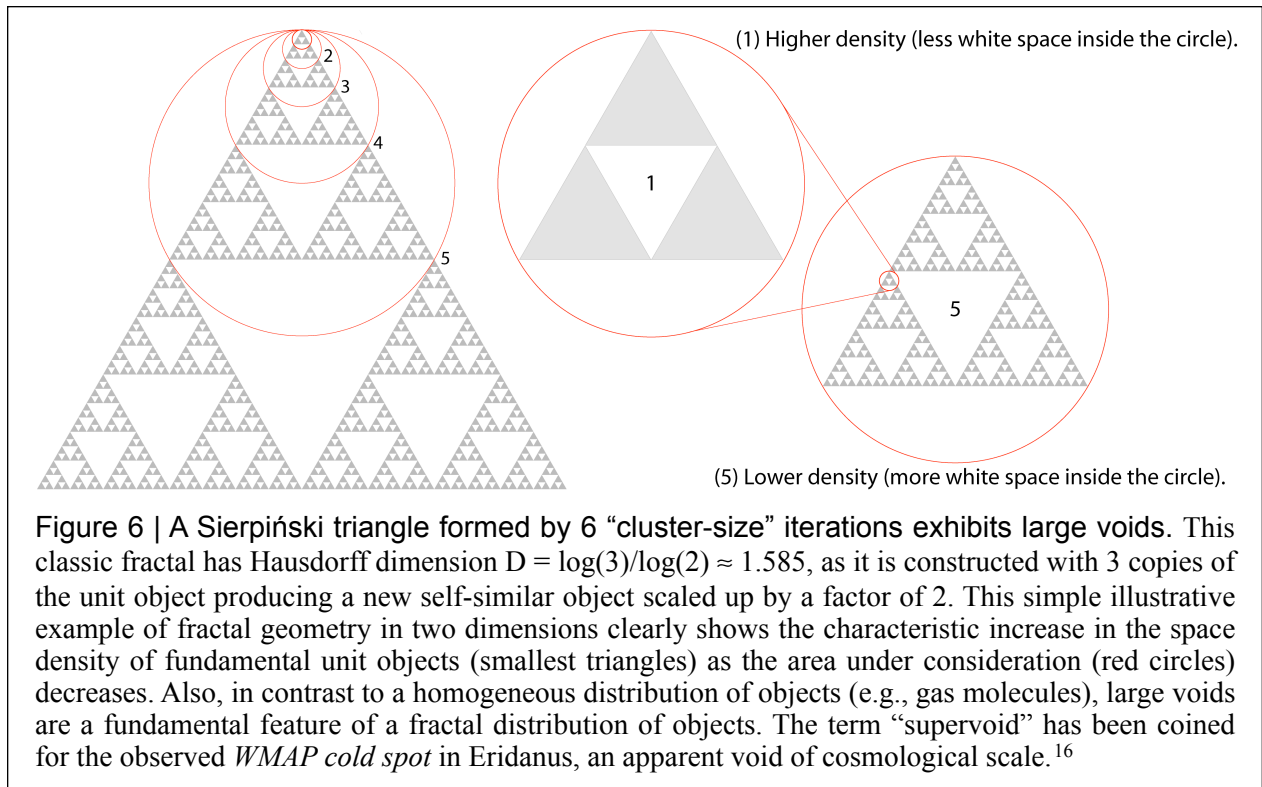 2
3
4
5
(1) Higher density (less white space inside the circle).
1
5
(5) Lower density (more white space inside the circle).
Figure 6 | A Sierpiński triangle formed by 6 “cluster-size” iterations exhibits large voids. This
classic fractal has Hausdorff dimension D = log(3)/log(2) ≈ 1.585, as it is constructed with 3 copies of
the unit object producing a new self-similar object scaled up by a factor of 2. This simple illustrative
example of fractal geometry in two dimensions clearly shows the characteristic increase in the space
density of fundamental unit objects (smallest triangles) as the area under consideration (red circles)
decreases. Also, in contrast to a homogeneous distribution of objects (e.g., gas molecules), large voids
are a fundamental feature of a fractal distribution of objects. The term “supervoid” has been coined
for the observed WMAP cold spot in Eridanus, an apparent void of cosmological scale.16